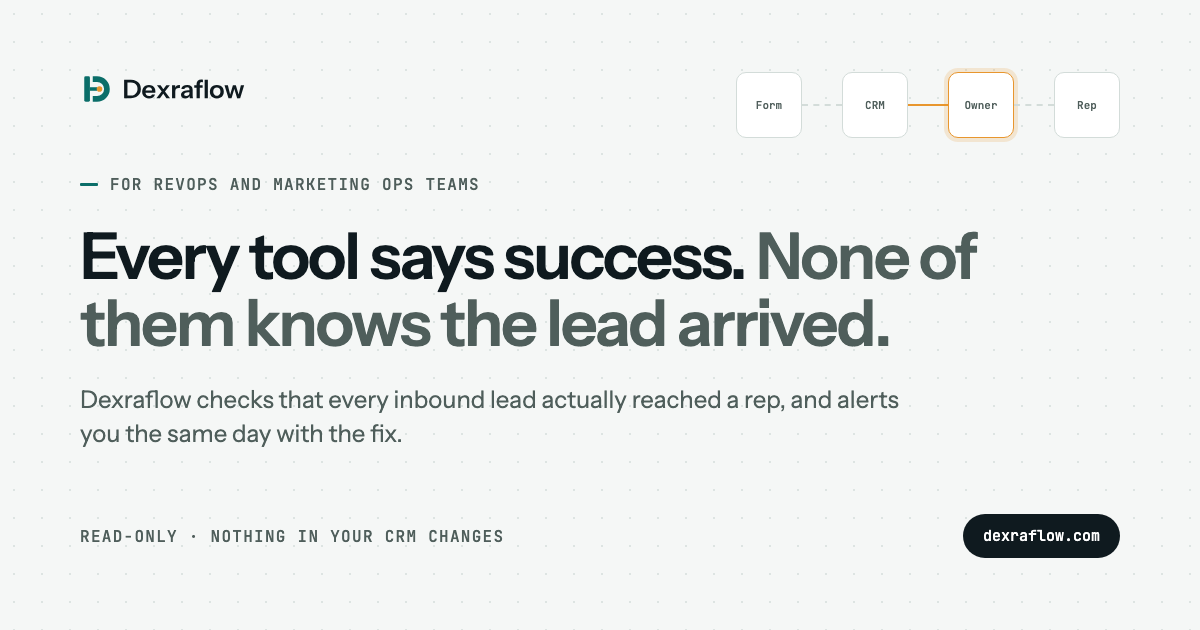 Dexraflow
Form
CRM
Owner
Rep
FOR REVOPS AND MARKETING OPS TEAMS
Every tool says success. None of
them knows the lead arrived.
Dexraflow checks that every inbound lead actually reached a rep, and alerts
you the same day with the fix.
READ-ONLY · NOTHING IN YOUR CRM CHANGES
dexraflow.com